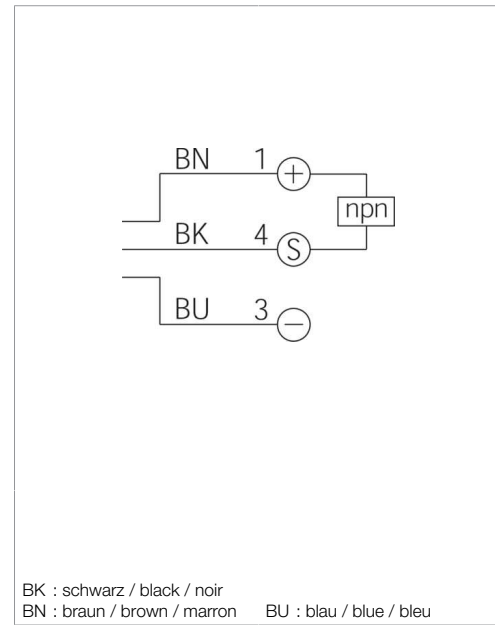 BN 1 +
npn
BK 4 S
BU 3 −
BK : schwarz / black / noir
BN : braun / brown / marron BU : blau / blue / bleu